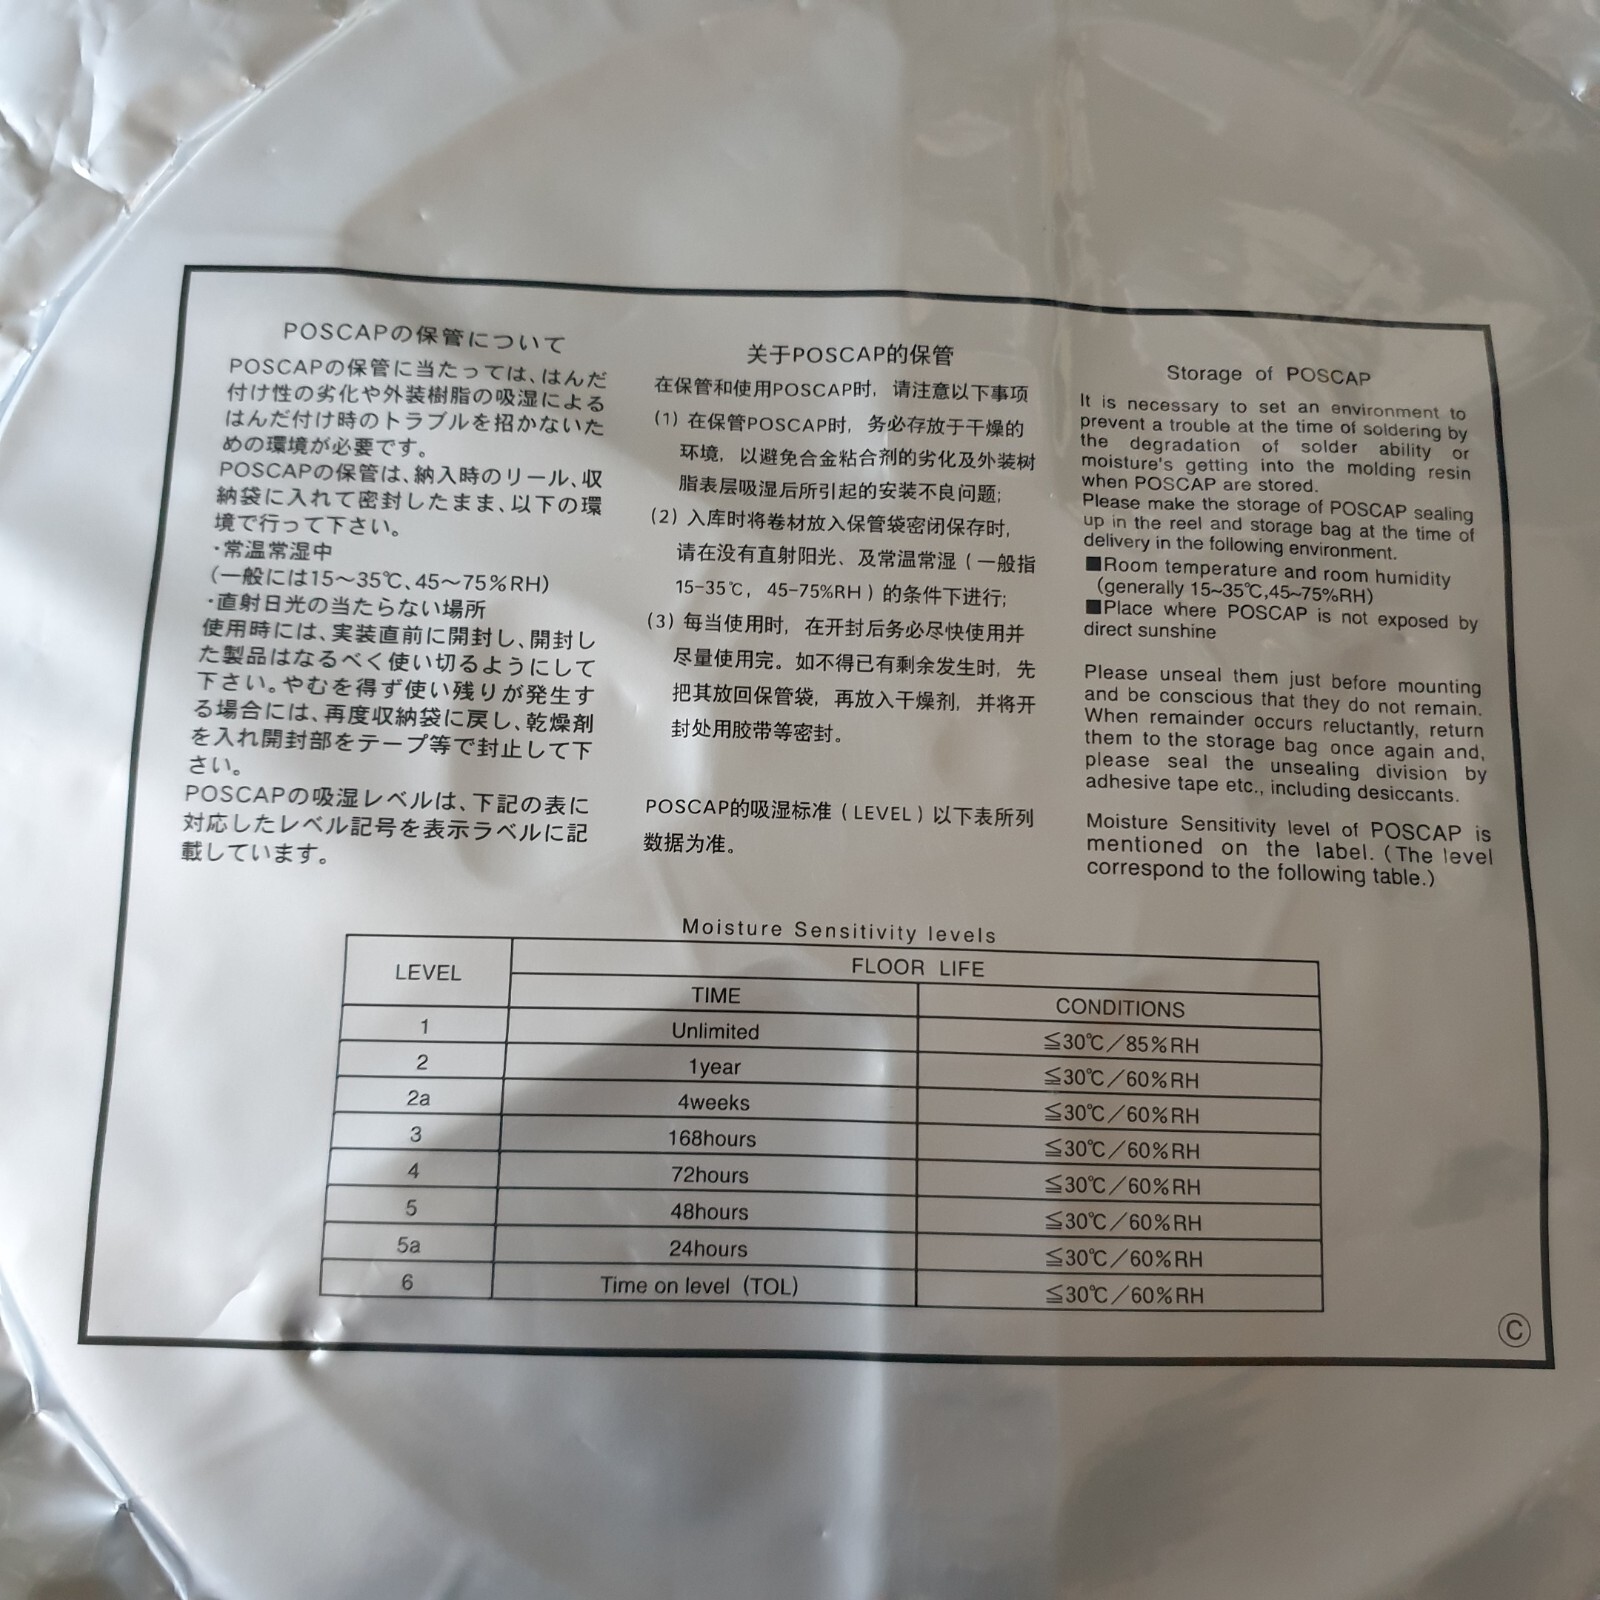 POSCAPの保管について
POSCAPの保管に当たっては、はんだ
付け性の劣化や外装樹脂の吸湿による
はんだ付け時のトラブルを招かないた
めの環境が必要です。
POSCAPの保管は、納入時のリール、収
納袋に入れて密封したまま、以下の環
境で行って下さい。
・常温常湿中
(一般には15～35℃、45～75%RH)
・直射日光の当たらない場所
使用時には、実装直前に開封し、開封し
た製品はなるべく使い切るようにして
下さい。やむを得ず使い残りが発生す
る場合には、再度収納袋に戻し、乾燥剤
を入れ開封部をテープ等で封止して下
さい。
POSCAPの吸湿レベルは、下記の表に
対応したレベル記号を表示ラベルに記
載しています。
关于POSCAP的保管
在保管和使用POSCAP时，请注意以下事项
(1) 在保管POSCAP时，务必存放于干燥的
环境，以避免合金粘合剂的劣化及外装树
脂表层吸湿后所引起的安装不良问题;
(2) 入库时将卷材放入保管袋密闭保存时，
请在没有直射阳光、及常温常湿 ( 一般指
15-35℃，45-75%RH ) 的条件下进行;
(3) 每当使用时，在开封后务必尽快使用并
尽量使用完。如不得已有剩余发生时，先
把其放回保管袋，再放入干燥剂，并将开
封处用胶带等密封。
POSCAP的吸湿标准 ( LEVEL ) 以下表所列
数据为准。
Storage of POSCAP
It is necessary to set an environment to
prevent a trouble at the time of soldering by
the degradation of solder ability or
moisture's getting into the molding resin
when POSCAP are stored.
Please make the storage of POSCAP sealing
up in the reel and storage bag at the time of
delivery in the following environment.
■Room temperature and room humidity
(generally 15~35℃,45~75%RH)
■Place where POSCAP is not exposed by
direct sunshine
Please unseal them just before mounting
and be conscious that they do not remain.
When remainder occurs reluctantly, return
them to the storage bag once again and,
please seal the unsealing division by
adhesive tape etc., including desiccants.
Moisture Sensitivity level of POSCAP is
mentioned on the label. (The level
correspond to the following table.)
Moisture Sensitivity levels
LEVEL FLOOR LIFE
TIME CONDITIONS
1 Unlimited ≦30℃/85%RH
2 1year ≦30℃/60%RH
2a 4weeks ≦30℃/60%RH
3 168hours ≦30℃/60%RH
4 72hours ≦30℃/60%RH
5 48hours ≦30℃/60%RH
5a 24hours ≦30℃/60%RH
6 Time on level (TOL) ≦30℃/60%RH
Ⓒ